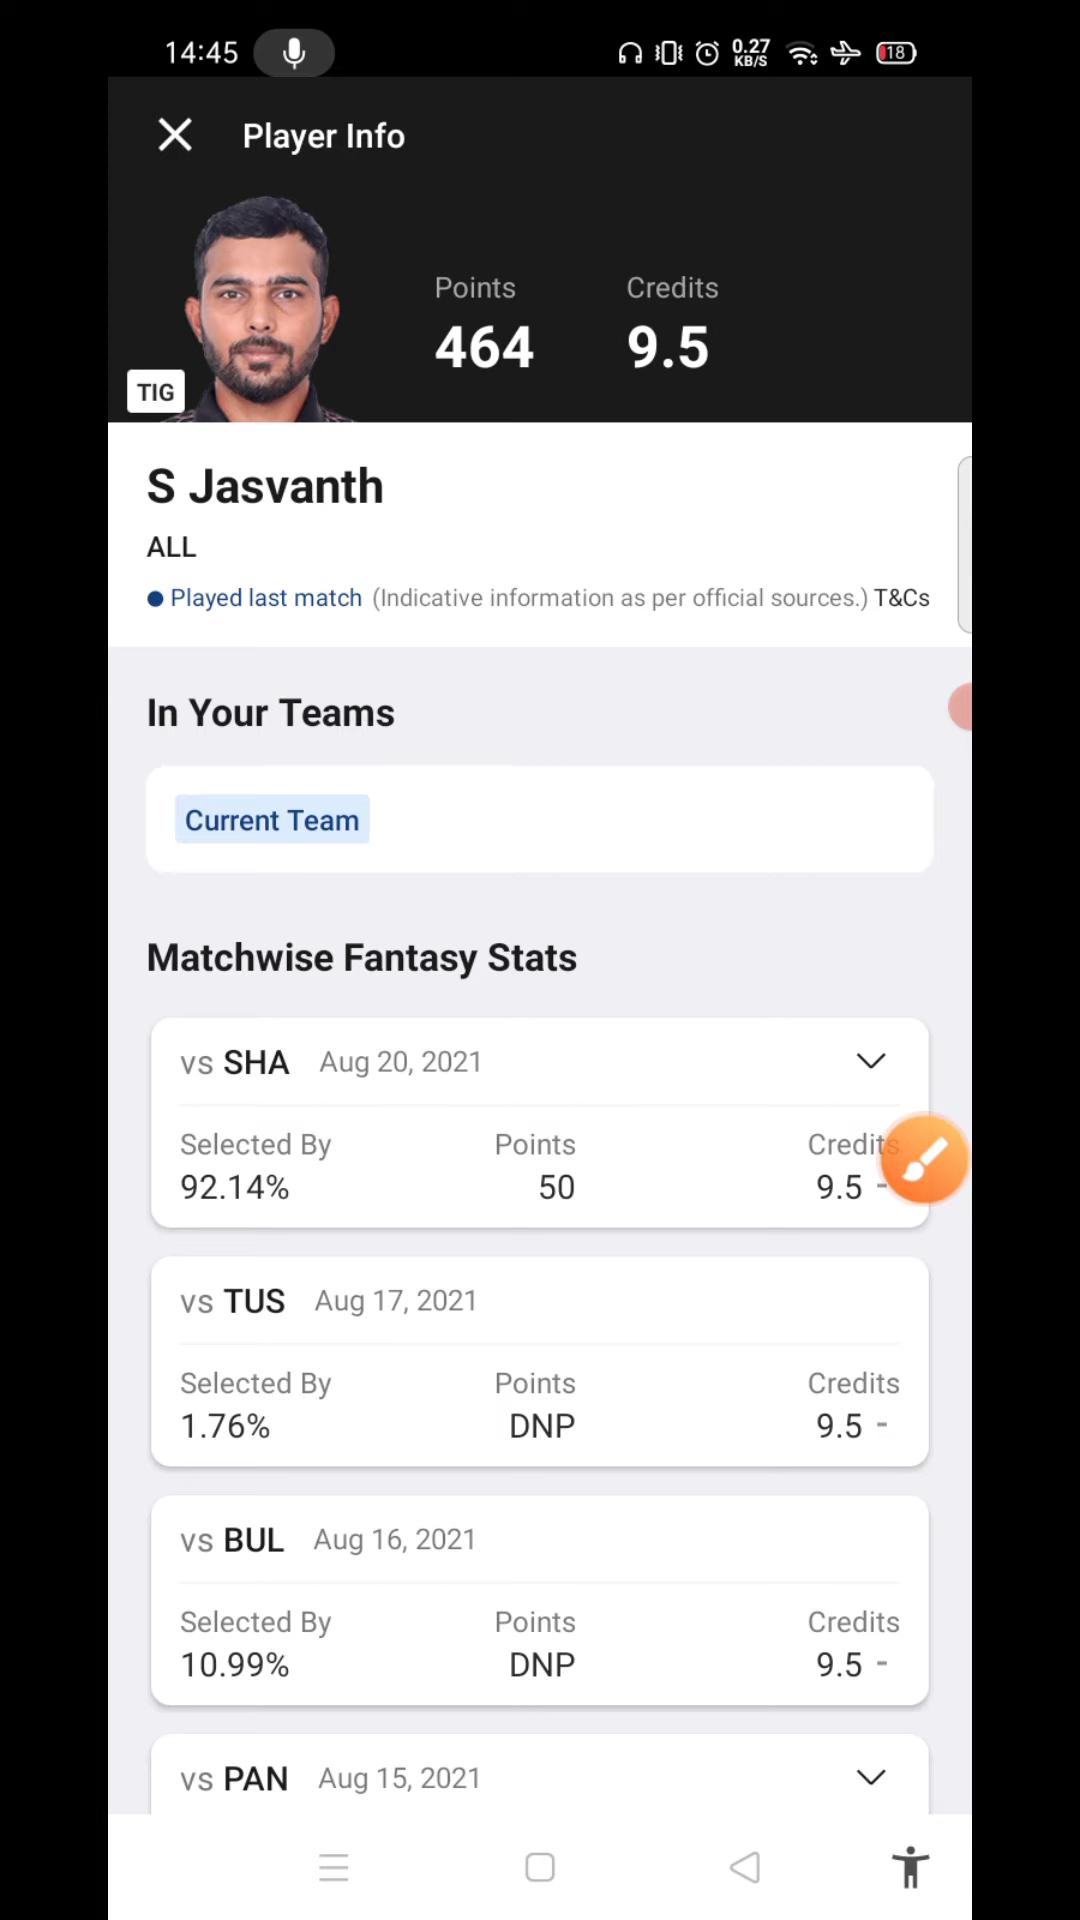 14:45 0.27 KB/S 18
Player Info
Points Credits
464 9.5
TIG
S Jasvanth
ALL
Played last match (Indicative information as per official sources.) T&Cs
In Your Teams
Current Team
Matchwise Fantasy Stats
vs SHA Aug 20, 2021
Selected By Points Credits
92.14% 50 9.5 -
vs TUS Aug 17, 2021
Selected By Points Credits
1.76% DNP 9.5 -
vs BUL Aug 16, 2021
Selected By Points Credits
10.99% DNP 9.5 -
vs PAN Aug 15, 2021